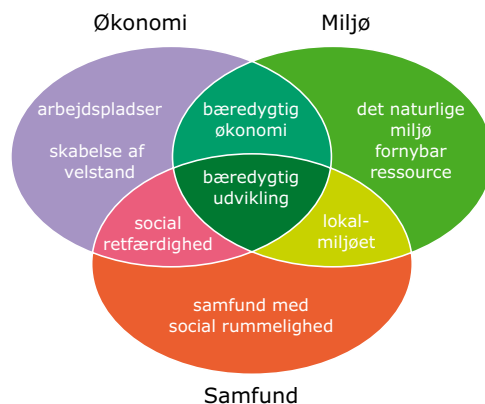 Økonomi
Miljø
arbejdspladser
skabelse af
velstand
bæredygtig
økonomi
det naturlige
miljø
fornybar
ressource
bæredygtig
udvikling
social
retfærdighed
lokal-
miljøet
samfund med
social rummelighed
Samfund